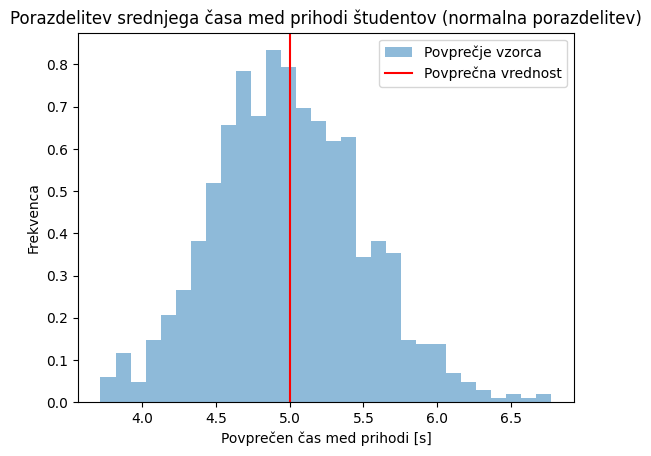 Porazdelitev srednjega časa med prihodi študentov (normalna porazdelitev)
Povprečje vzorca
Povprečna vrednost
Frekvenca
0.8
0.7
0.6
0.5
0.4
0.3
0.2
0.1
0.0
4.0 4.5 5.0 5.5 6.0 6.5
Povprečen čas med prihodi [s]